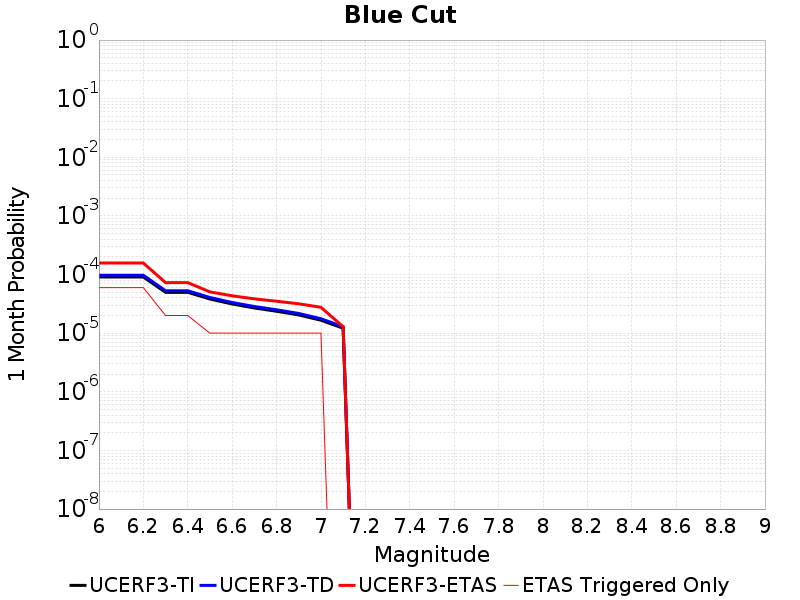 Blue Cut
1 Month Probability
10^0
10^-1
10^-2
10^-3
10^-4
10^-5
10^-6
10^-7
10^-8
6 6.2 6.4 6.6 6.8 7 7.2 7.4 7.6 7.8 8 8.2 8.4 8.6 8.8 9
Magnitude
UCERF3-TI UCERF3-TD UCERF3-ETAS ETAS Triggered Only